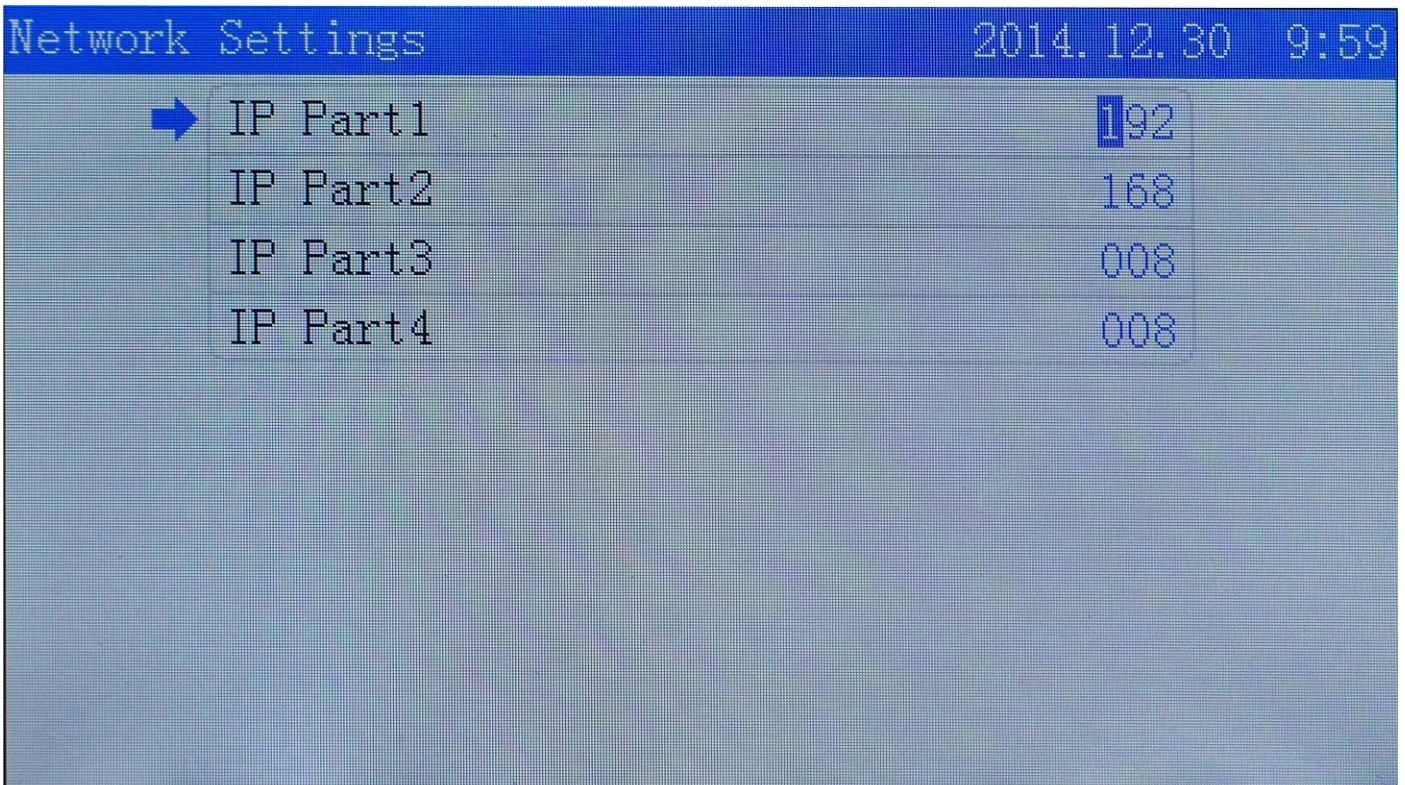 Network Settings 2014.12.30 9:59
IP Part1 192
IP Part2 168
IP Part3 008
IP Part4 008